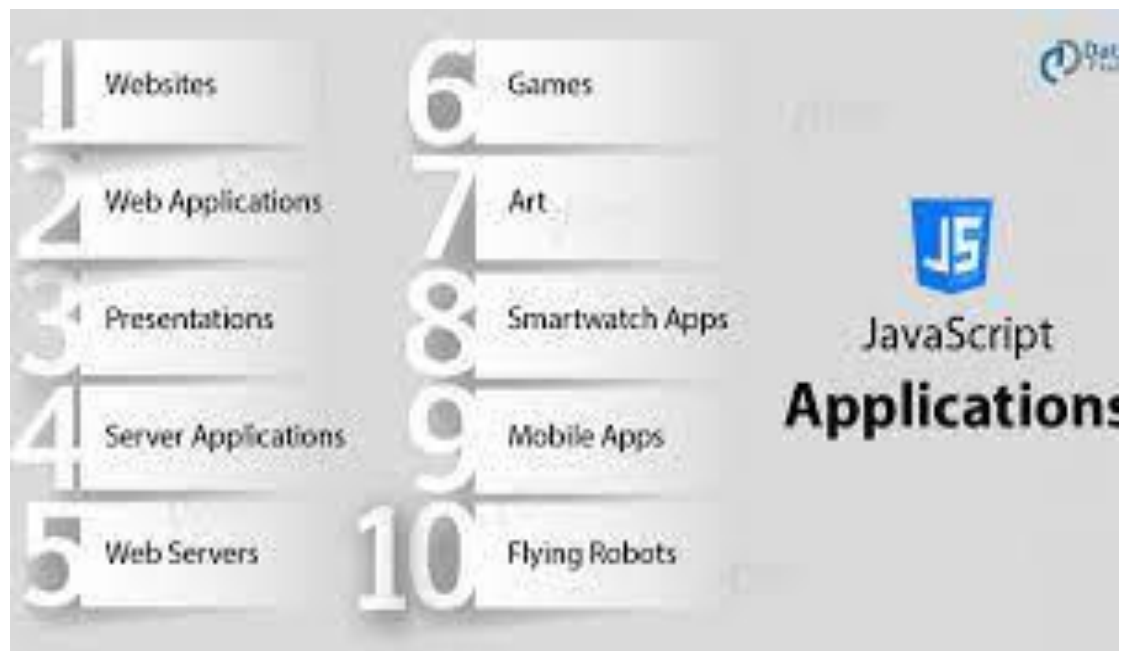 1 Websites
2 Web Applications
3 Presentations
4 Server Applications
5 Web Servers
6 Games
7 Art
8 Smartwatch Apps
9 Mobile Apps
10 Flying Robots
JS
JavaScript
Applications